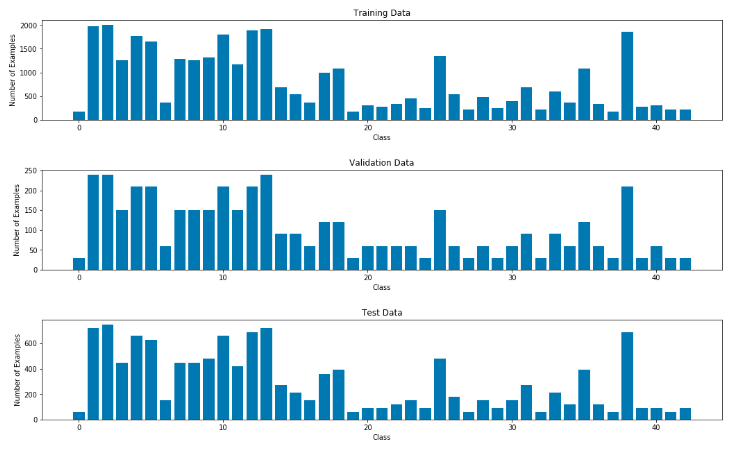 Training Data
Number of Examples
2000
1500
1000
500
0
0 10 20 30 40
Class
Validation Data
Number of Examples
250
200
150
100
50
0
0 10 20 30 40
Class
Test Data
Number of Examples
600
400
200
0
0 10 20 30 40
Class